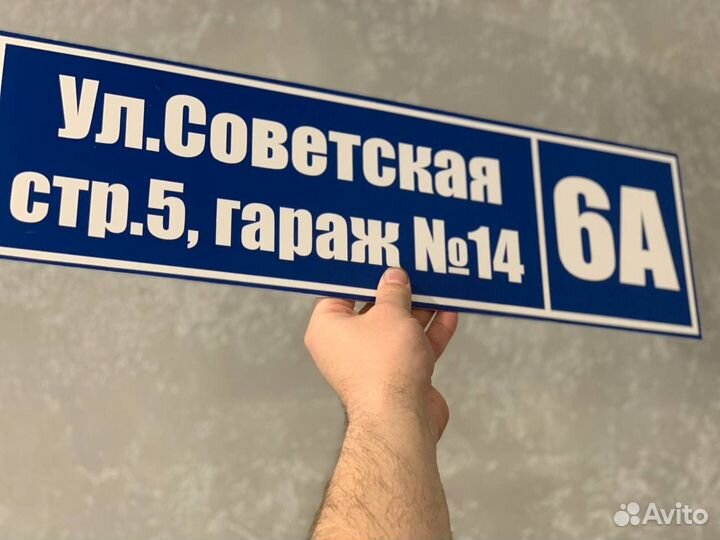 Ул.Советская
стр.5, гараж №14
6А
Avito